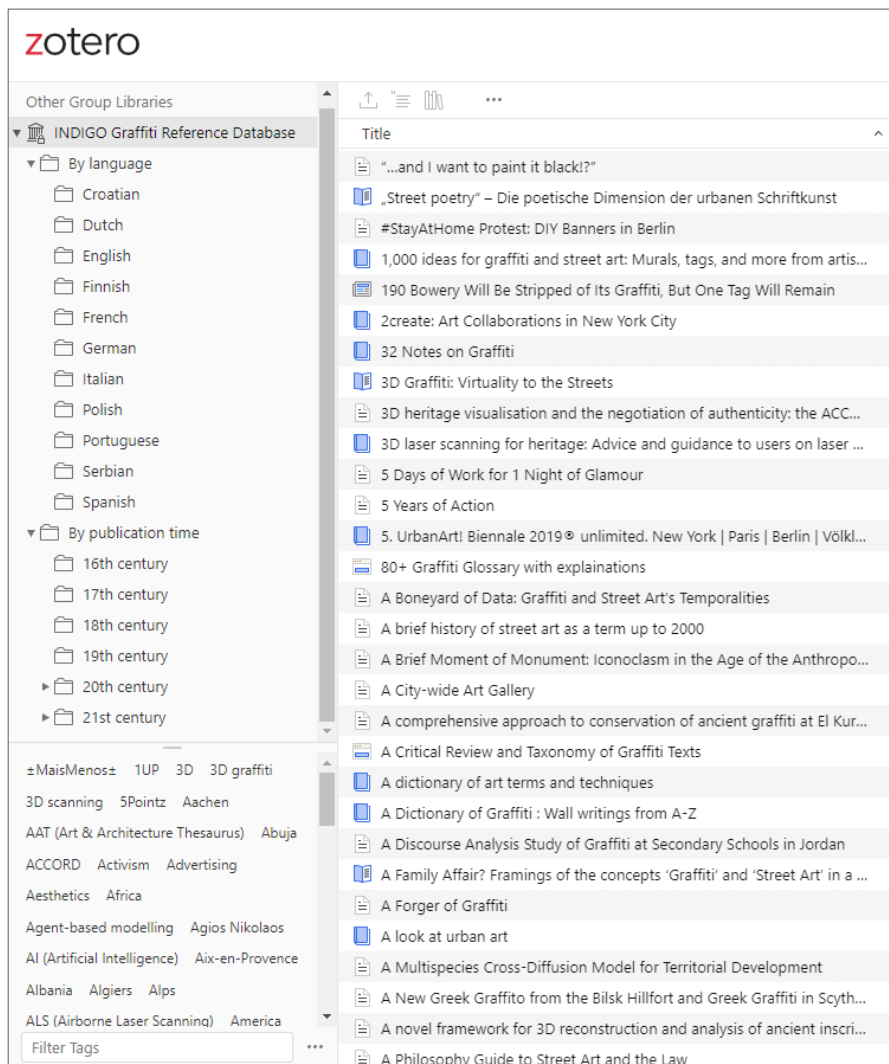 zotero
Other Group Libraries
INDIGO Graffiti Reference Database
By language
Croatian
Dutch
English
Finnish
French
German
Italian
Polish
Portuguese
Serbian
Spanish
By publication time
16th century
17th century
18th century
19th century
20th century
21st century
±MaisMenos± 1UP 3D 3D graffiti
3D scanning 5Pointz Aachen
AAT (Art & Architecture Thesaurus) Abuja
ACCORD Activism Advertising
Aesthetics Africa
Agent-based modelling Agios Nikolaos
AI (Artificial Intelligence) Aix-en-Provence
Albania Algiers Alps
ALS (Airborne Laser Scanning) America
Filter Tags
Title
“...and I want to paint it black!?”
„Street poetry“ – Die poetische Dimension der urbanen Schriftkunst
#StayAtHome Protest: DIY Banners in Berlin
1,000 ideas for graffiti and street art: Murals, tags, and more from artis...
190 Bowery Will Be Stripped of Its Graffiti, But One Tag Will Remain
2create: Art Collaborations in New York City
32 Notes on Graffiti
3D Graffiti: Virtuality to the Streets
3D heritage visualisation and the negotiation of authenticity: the ACC...
3D laser scanning for heritage: Advice and guidance to users on laser ...
5 Days of Work for 1 Night of Glamour
5 Years of Action
5. UrbanArt! Biennale 2019® unlimited. New York | Paris | Berlin | Völkl...
80+ Graffiti Glossary with explainations
A Boneyard of Data: Graffiti and Street Art’s Temporalities
A brief history of street art as a term up to 2000
A Brief Moment of Monument: Iconoclasm in the Age of the Anthropo...
A City-wide Art Gallery
A comprehensive approach to conservation of ancient graffiti at El Kur...
A Critical Review and Taxonomy of Graffiti Texts
A dictionary of art terms and techniques
A Dictionary of Graffiti : Wall writings from A-Z
A Discourse Analysis Study of Graffiti at Secondary Schools in Jordan
A Family Affair? Framings of the concepts ‘Graffiti’ and ‘Street Art’ in a ...
A Forger of Graffiti
A look at urban art
A Multispecies Cross-Diffusion Model for Territorial Development
A New Greek Graffito from the Bilsk Hillfort and Greek Graffiti in Scyth...
A novel framework for 3D reconstruction and analysis of ancient inscri...
A Philosophy Guide to Street Art and the Law